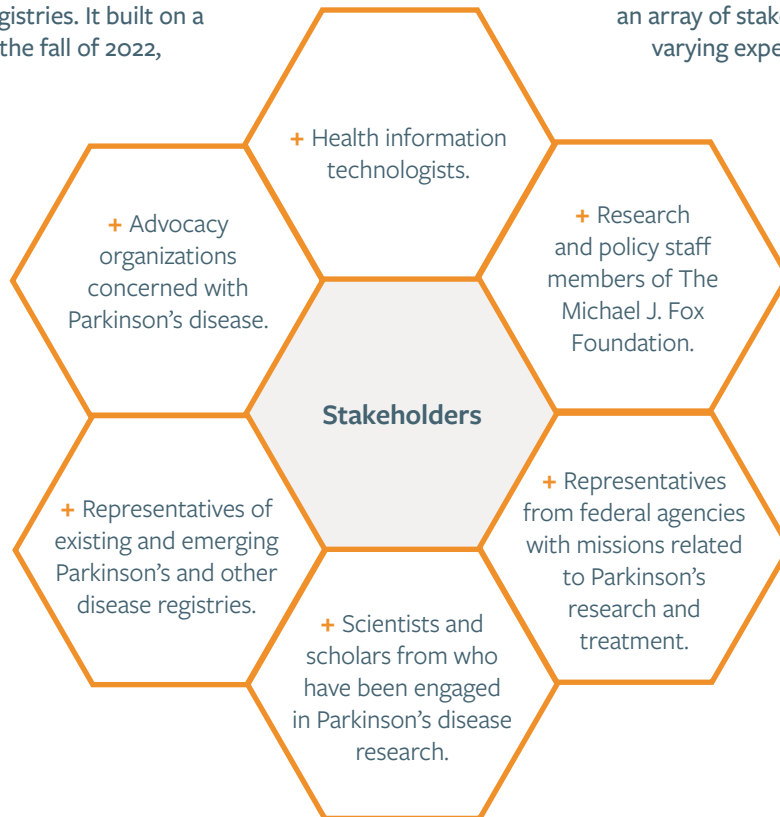 gistries. It built on a
the fall of 2022,
an array of stak
varying expe
+ Health information
technologists.
+ Advocacy
organizations
concerned with
Parkinson's disease.
+ Research
and policy staff
members of The
Michael J. Fox
Foundation.
Stakeholders
+ Representatives of
existing and emerging
Parkinson's and other
disease registries.
+ Representatives
from federal agencies
with missions related
to Parkinson's
research and
treatment.
+ Scientists and
scholars from who
have been engaged
in Parkinson's disease
research.